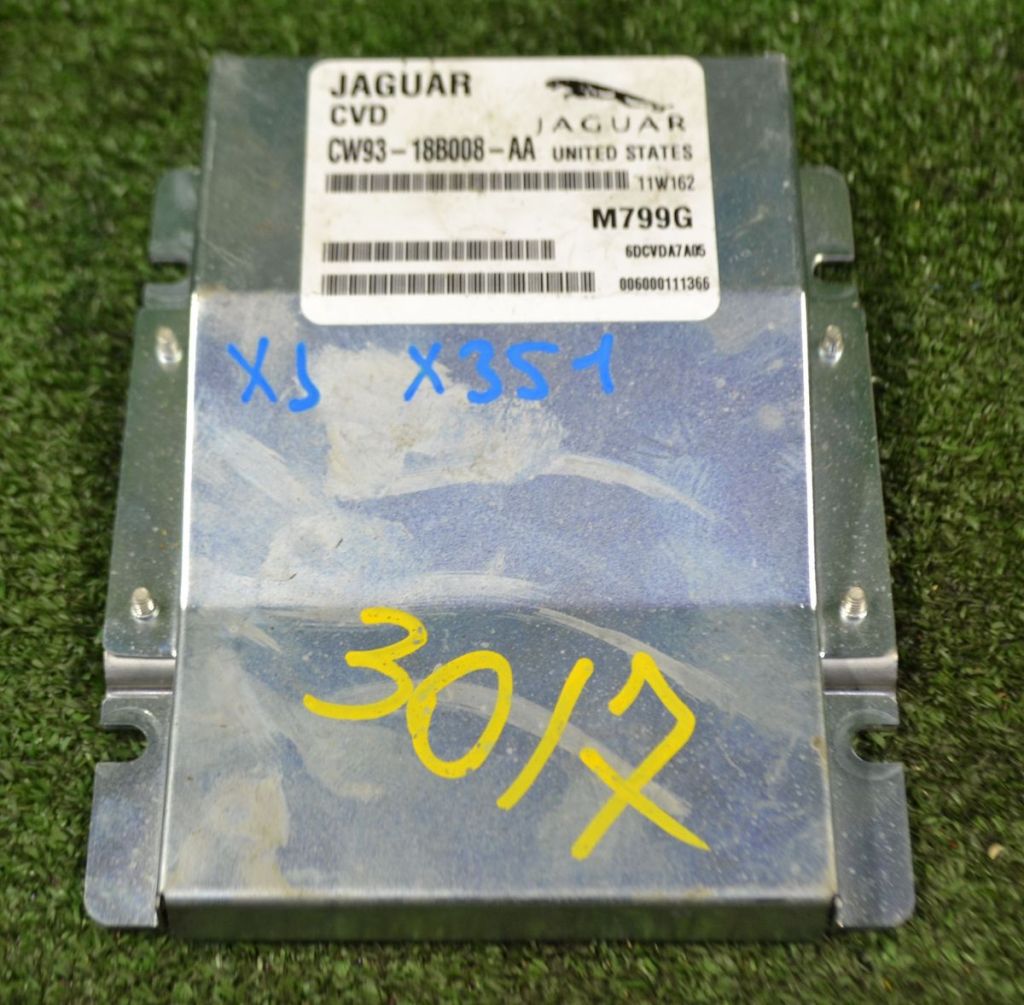 JAGUAR
CVD
JAGUAR
CW93-18B008-AA UNITED STATES
11W162
M799G
6DCVDA7A05
006000111366
XJ X351
30/7